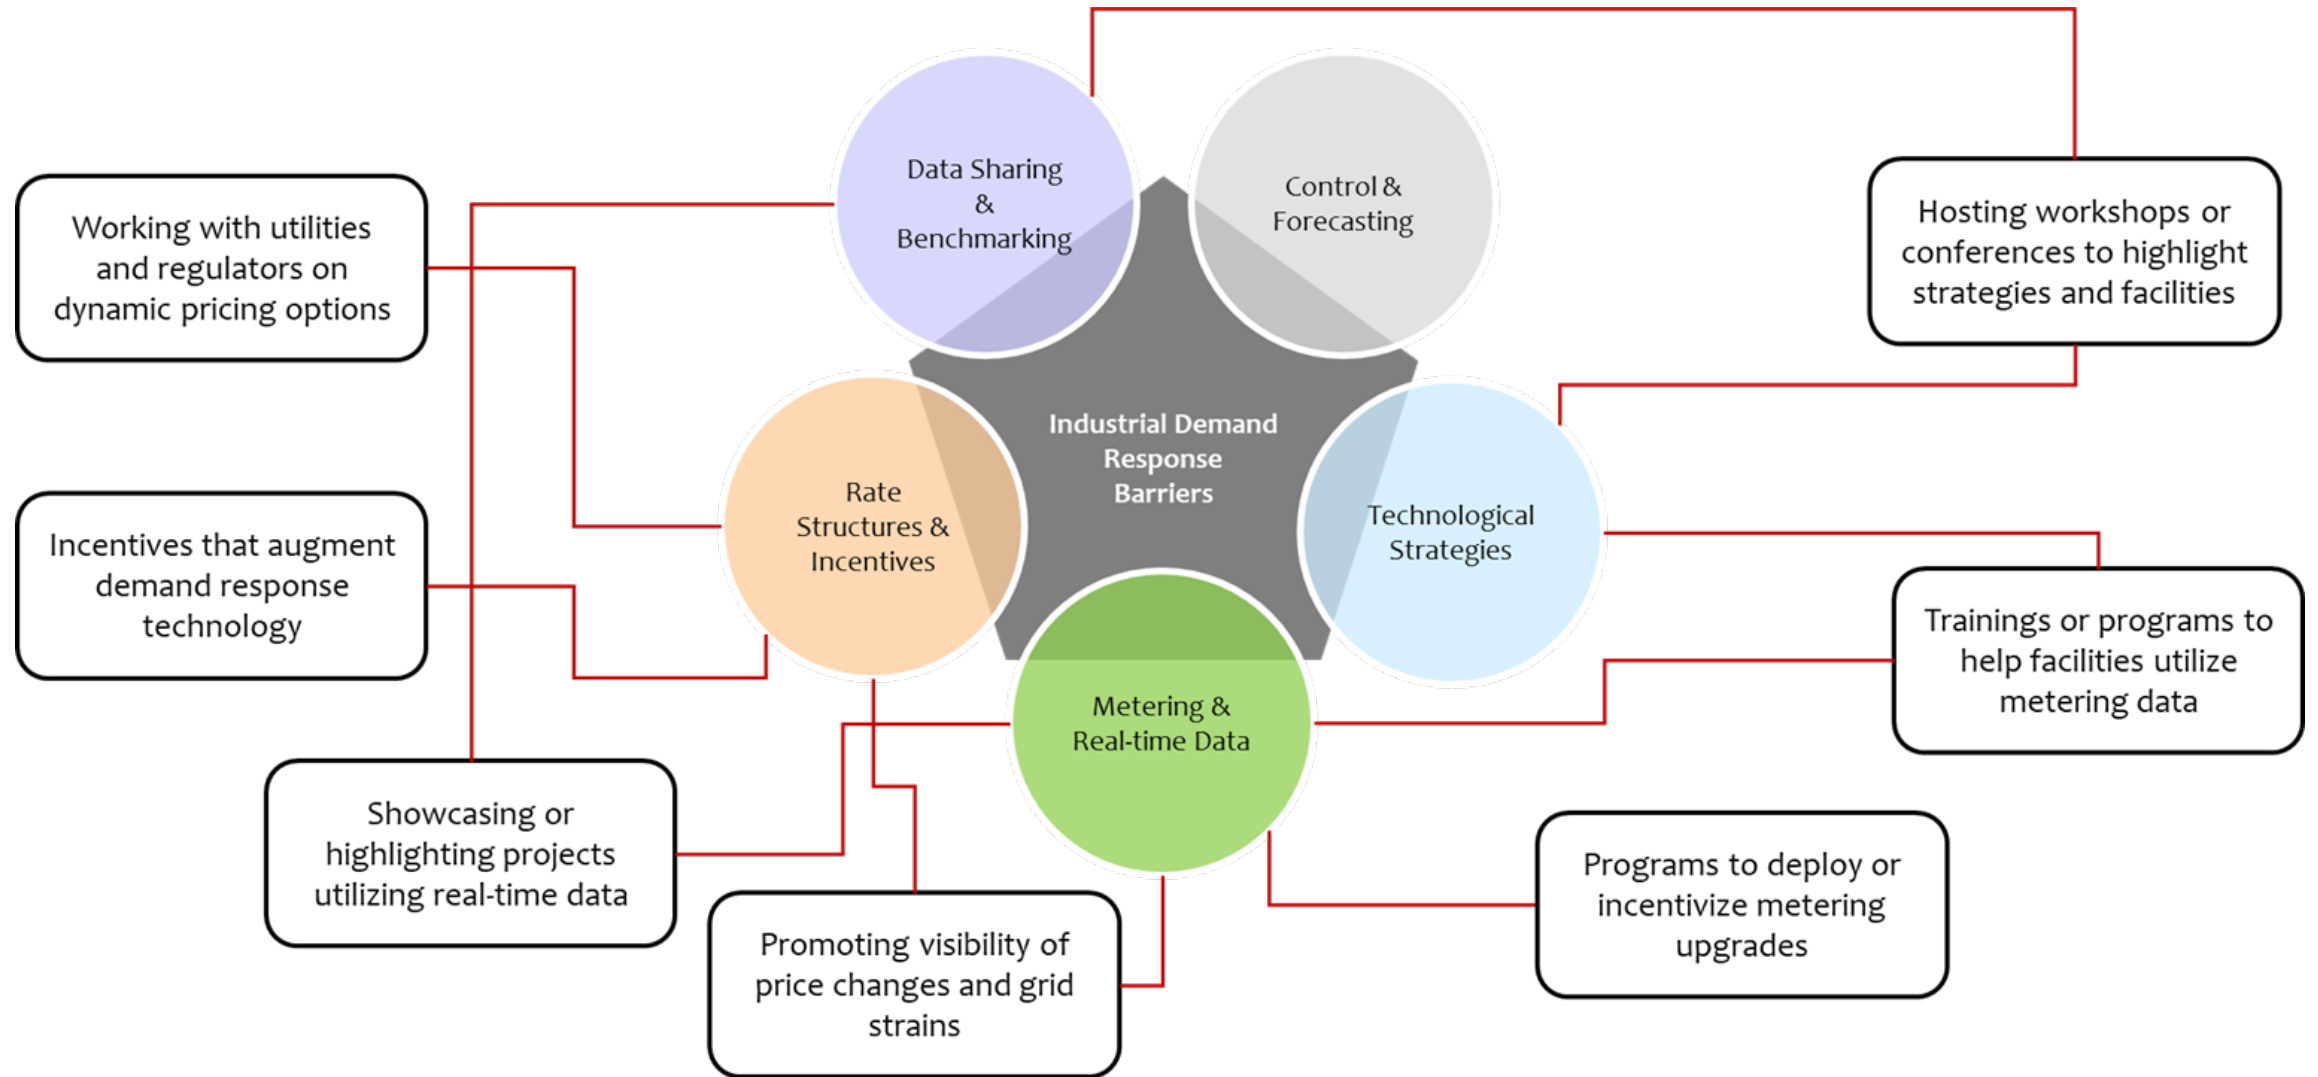 Data Sharing
&
Benchmarking
Control &
Forecasting
Working with utilities
and regulators on
dynamic pricing options
Hosting workshops or
conferences to highlight
strategies and facilities
Industrial Demand
Response
Barriers
Rate
Structures &
Incentives
Technological
Strategies
Incentives that augment
demand response
technology
Trainings or programs to
help facilities utilize
metering data
Metering &
Real-time Data
Showcasing or
highlighting projects
utilizing real-time data
Programs to deploy or
incentivize metering
upgrades
Promoting visibility of
price changes and grid
strains